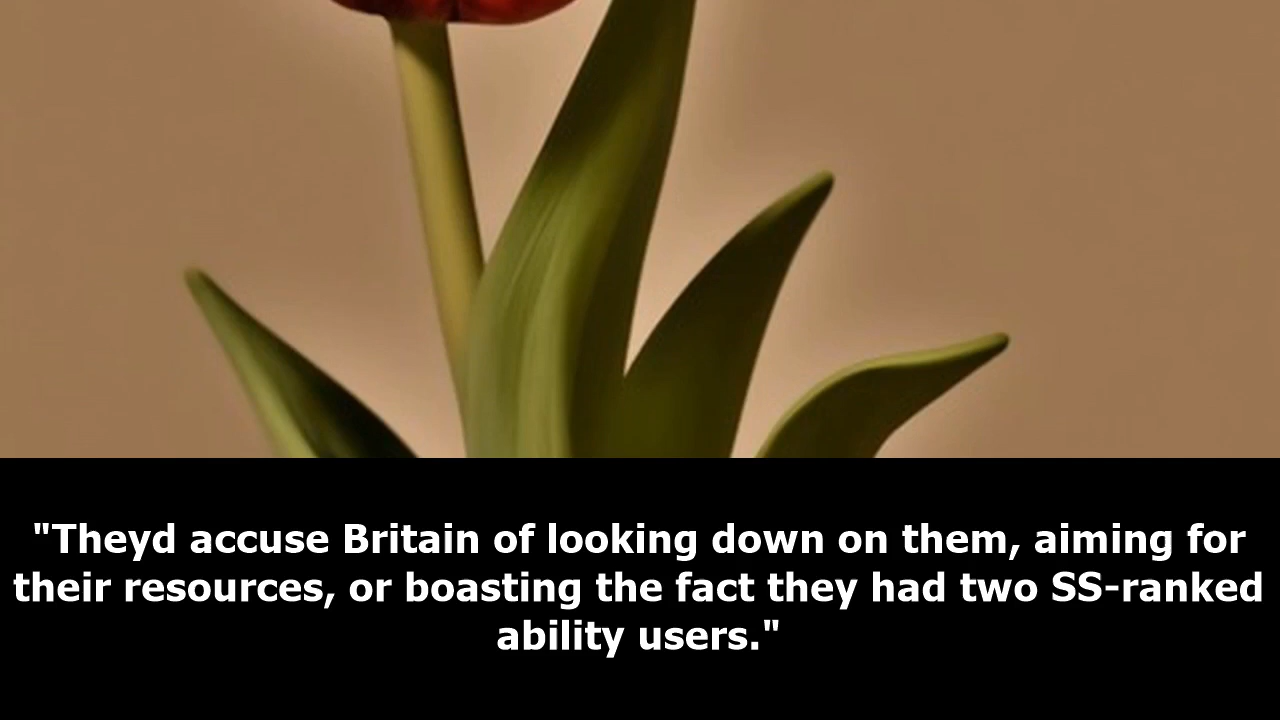 "Theyd accuse Britain of looking down on them, aiming for
their resources, or boasting the fact they had two SS-ranked
ability users."